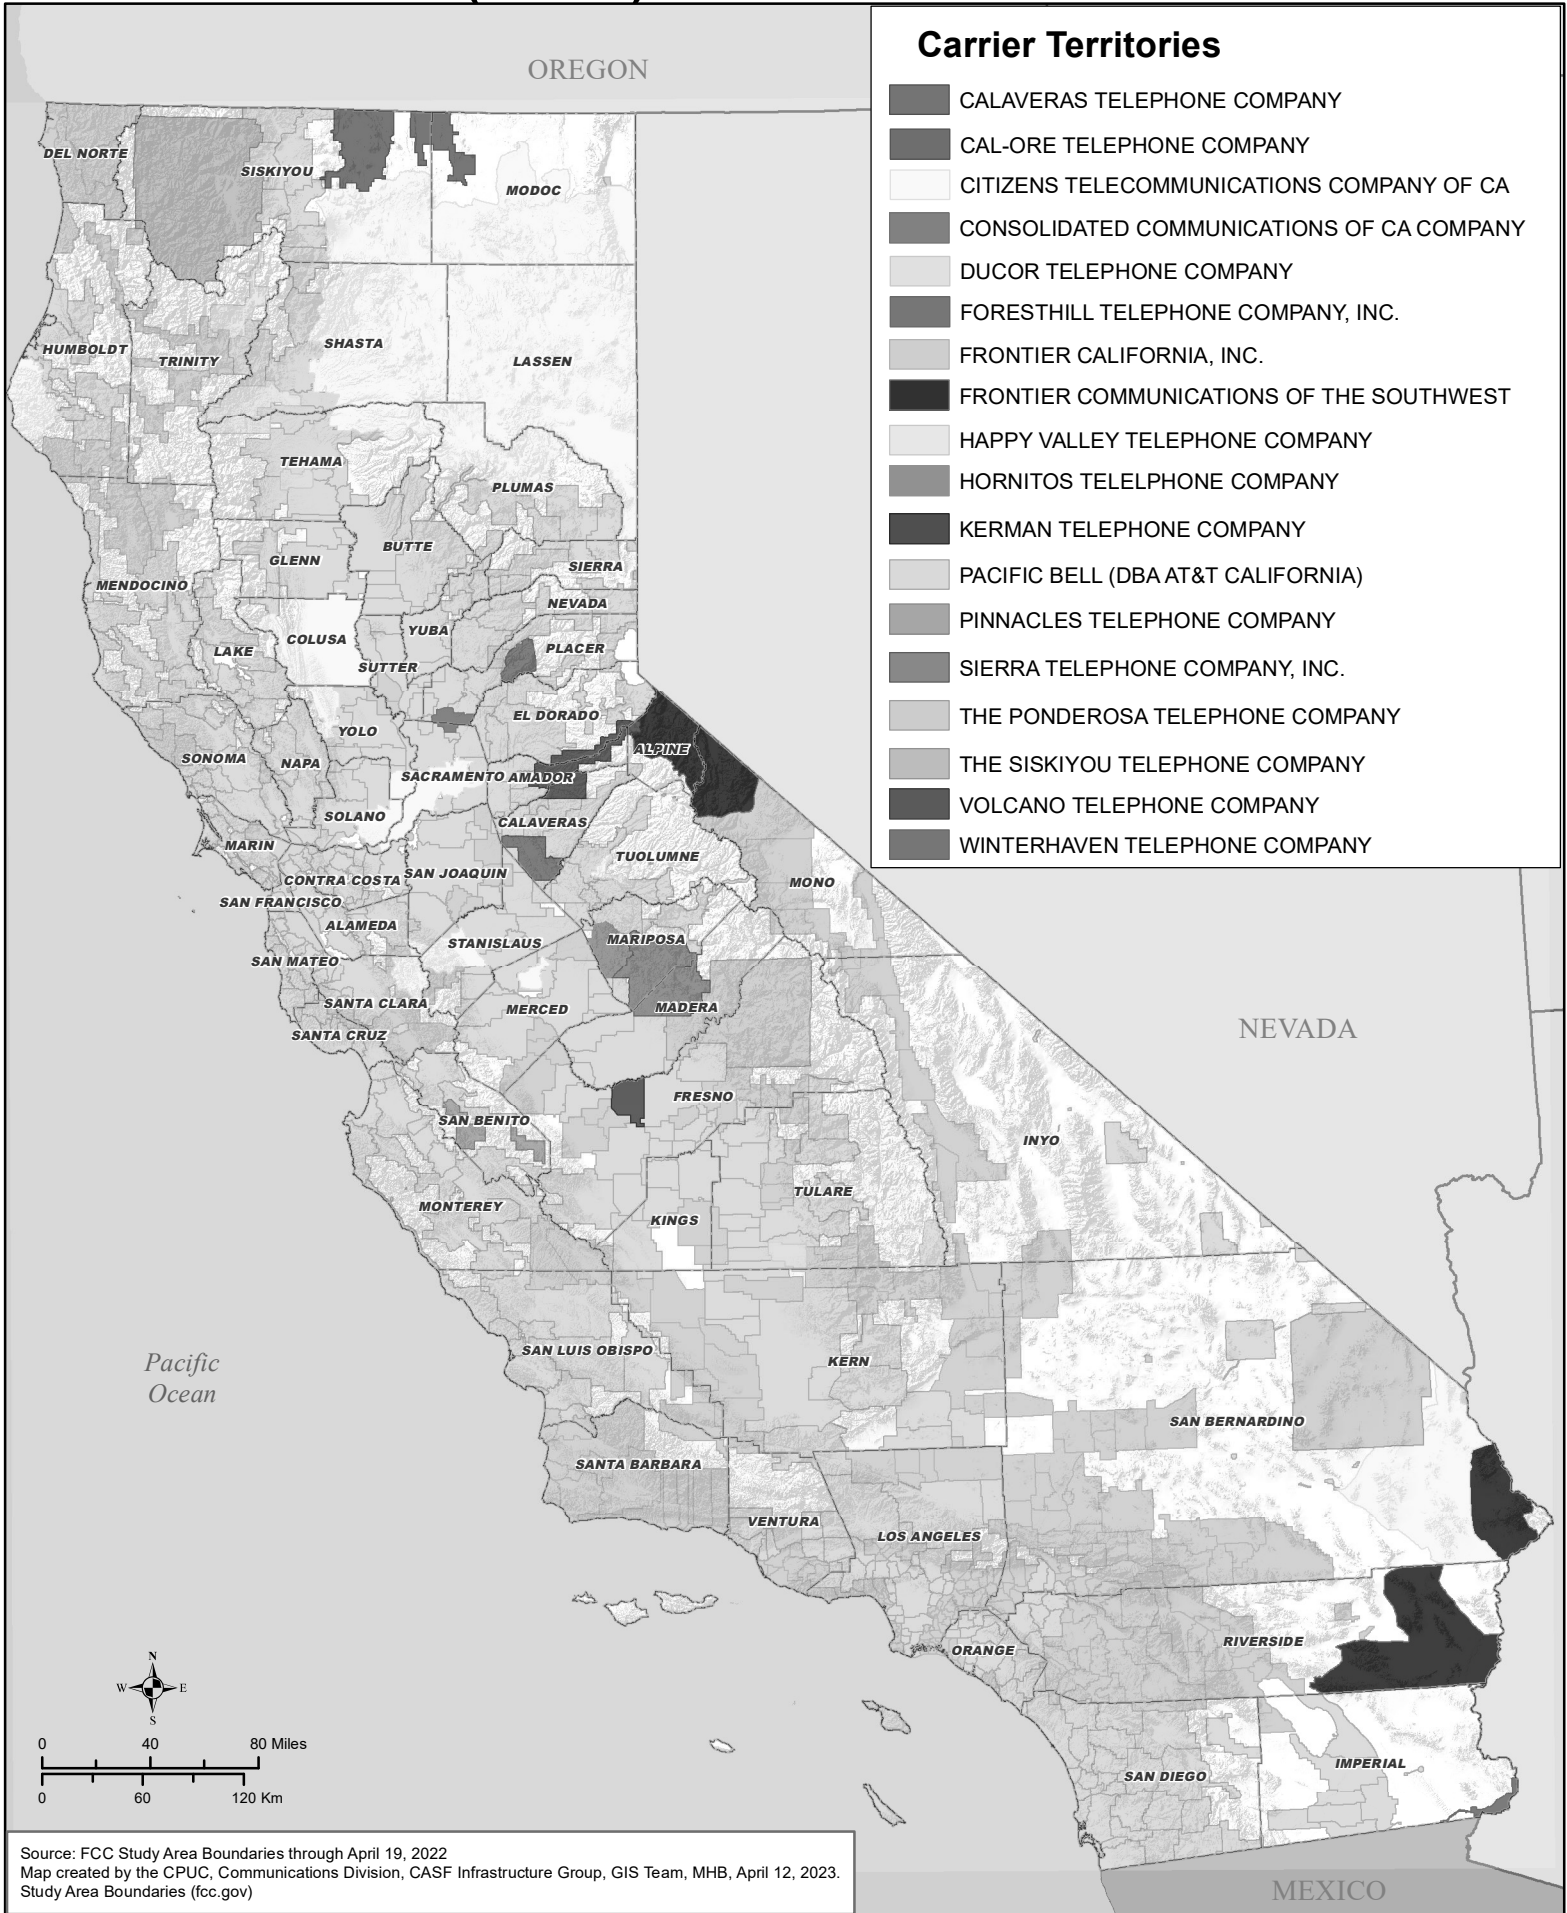 OREGON
Carrier Territories
CALAVERAS TELEPHONE COMPANY
CAL-ORE TELEPHONE COMPANY
CITIZENS TELECOMMUNICATIONS COMPANY OF CA
CONSOLIDATED COMMUNICATIONS OF CA COMPANY
DUCOR TELEPHONE COMPANY
FORESTHILL TELEPHONE COMPANY, INC.
FRONTIER CALIFORNIA, INC.
FRONTIER COMMUNICATIONS OF THE SOUTHWEST
HAPPY VALLEY TELEPHONE COMPANY
HORNITOS TELELPHONE COMPANY
KERMAN TELEPHONE COMPANY
PACIFIC BELL (DBA AT&T CALIFORNIA)
PINNACLES TELEPHONE COMPANY
SIERRA TELEPHONE COMPANY, INC.
THE PONDEROSA TELEPHONE COMPANY
THE SISKIYOU TELEPHONE COMPANY
VOLCANO TELEPHONE COMPANY
WINTERHAVEN TELEPHONE COMPANY
DEL NORTE
SISKIYOU
MODOC
HUMBOLDT
TRINITY
SHASTA
LASSEN
TEHAMA
PLUMAS
GLENN
BUTTE
SIERRA
MENDOCINO
NEVADA
COLUSA
YUBA
LAKE
PLACER
SUTTER
EL DORADO
YOLO
ALPINE
SONOMA
NAPA
SACRAMENTO
AMADOR
SOLANO
CALAVERAS
MARIN
TUOLUMNE
CONTRA COSTA
SAN JOAQUIN
MONO
SAN FRANCISCO
ALAMEDA
STANISLAUS
MARIPOSA
SAN MATEO
SANTA CLARA
MERCED
MADERA
SANTA CRUZ
NEVADA
FRESNO
SAN BENITO
INYO
TULARE
MONTEREY
KINGS
SAN LUIS OBISPO
KERN
Pacific
Ocean
SAN BERNARDINO
SANTA BARBARA
VENTURA
LOS ANGELES
ORANGE
RIVERSIDE
N
W
E
S
0
40
80 Miles
0
60
120 Km
SAN DIEGO
IMPERIAL
Source: FCC Study Area Boundaries through April 19, 2022
Map created by the CPUC, Communications Division, CASF Infrastructure Group, GIS Team, MHB, April 12, 2023.
Study Area Boundaries (fcc.gov)
MEXICO